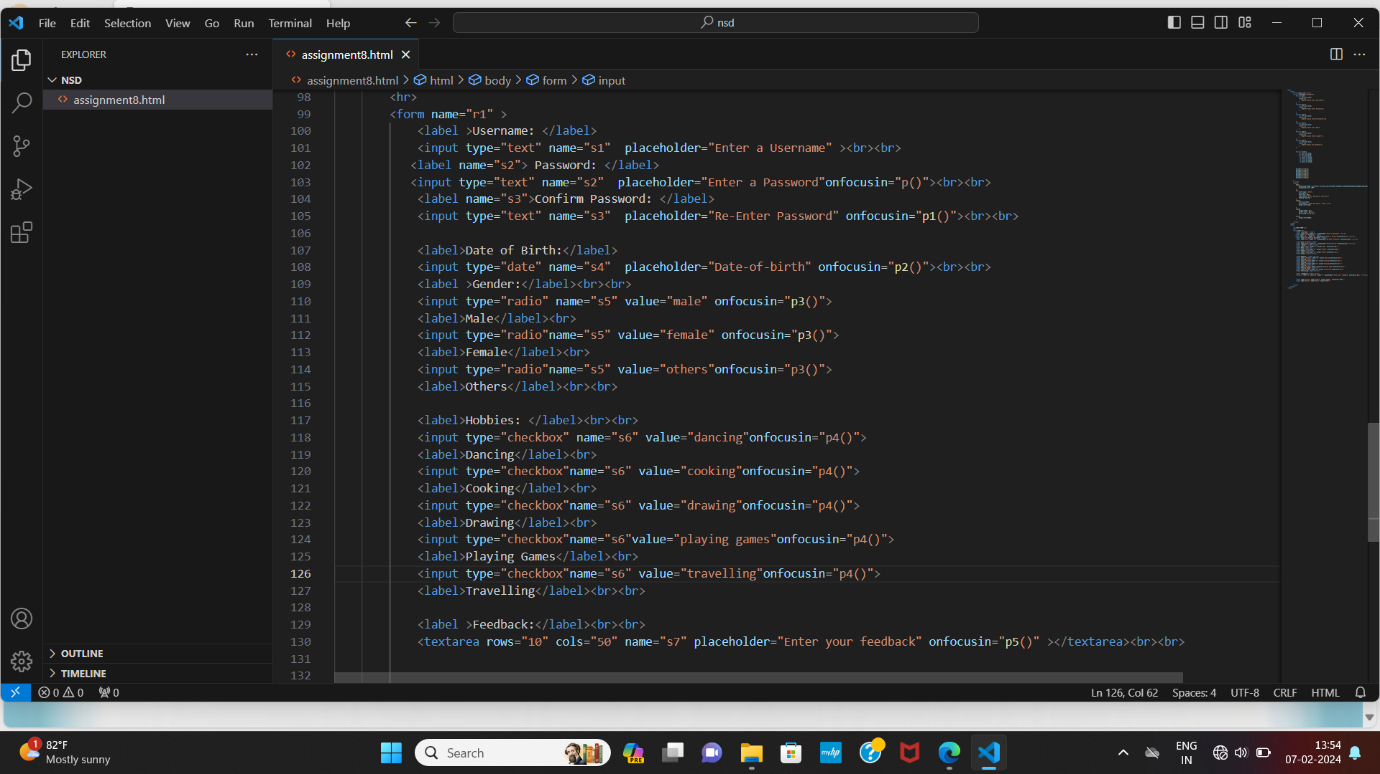 File Edit Selection View Go Run Terminal Help
nsd
EXPLORER
assignment8.html
NSD
assignment8.html > html > body > form > input
assignment8.html
98 <hr>
99 <form name="r1" >
100 <label >Username: </label>
101 <input type="text" name="s1"  placeholder="Enter a Username" ><br><br>
102 <label name="s2"> Password: </label>
103 <input type="text" name="s2"  placeholder="Enter a Password"onfocusin="p()"><br><br>
104 <label name="s3">Confirm Password: </label>
105 <input type="text" name="s3"  placeholder="Re-Enter Password" onfocusin="p1()"><br><br>
106
107 <label>Date of Birth:</label>
108 <input type="date" name="s4"  placeholder="Date-of-birth" onfocusin="p2()"><br><br>
109 <label >Gender:</label><br><br>
110 <input type="radio" name="s5" value="male" onfocusin="p3()">
111 <label>Male</label><br>
112 <input type="radio"name="s5" value="female" onfocusin="p3()">
113 <label>Female</label><br>
114 <input type="radio"name="s5" value="others"onfocusin="p3()">
115 <label>Others</label><br><br>
116
117 <label>Hobbies: </label><br><br>
118 <input type="checkbox" name="s6" value="dancing"onfocusin="p4()">
119 <label>Dancing</label><br>
120 <input type="checkbox"name="s6" value="cooking"onfocusin="p4()">
121 <label>Cooking</label><br>
122 <input type="checkbox"name="s6" value="drawing"onfocusin="p4()">
123 <label>Drawing</label><br>
124 <input type="checkbox"name="s6"value="playing games"onfocusin="p4()">
125 <label>Playing Games</label><br>
126 <input type="checkbox"name="s6" value="travelling"onfocusin="p4()">
127 <label>Travelling</label><br><br>
128
129 <label >Feedback:</label><br><br>
130 <textarea rows="10" cols="50" name="s7" placeholder="Enter your feedback" onfocusin="p5()" ></textarea><br><br>
131
132
OUTLINE
TIMELINE
0 0 0
Ln 126, Col 62 Spaces: 4 UTF-8 CRLF HTML
1
82°F
Mostly sunny
Search
PRE
myhp
ENG
IN
13:54
07-02-2024